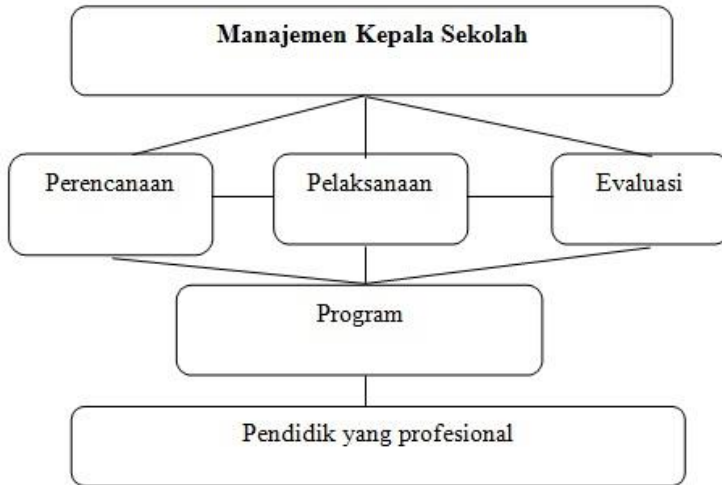 Manajemen Kepala Sekolah
Perencanaan
Pelaksanaan
Evaluasi
Program
Pendidik yang profesional